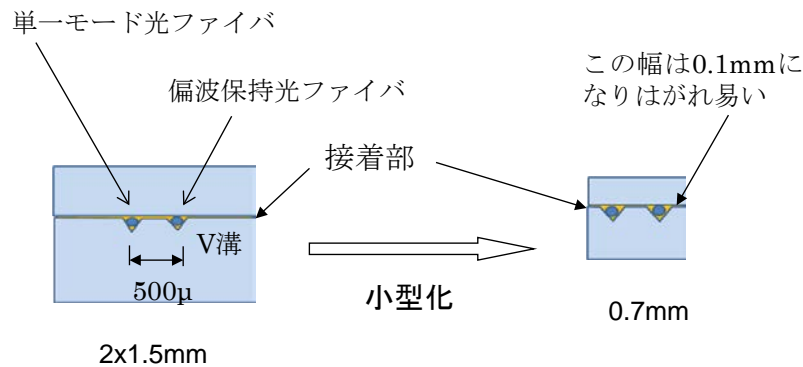 単一モード光ファイバ
偏波保持光ファイバ
この幅は0.1mmに
なりはがれ易い
接着部
V溝
500μ
小型化
2x1.5mm
0.7mm